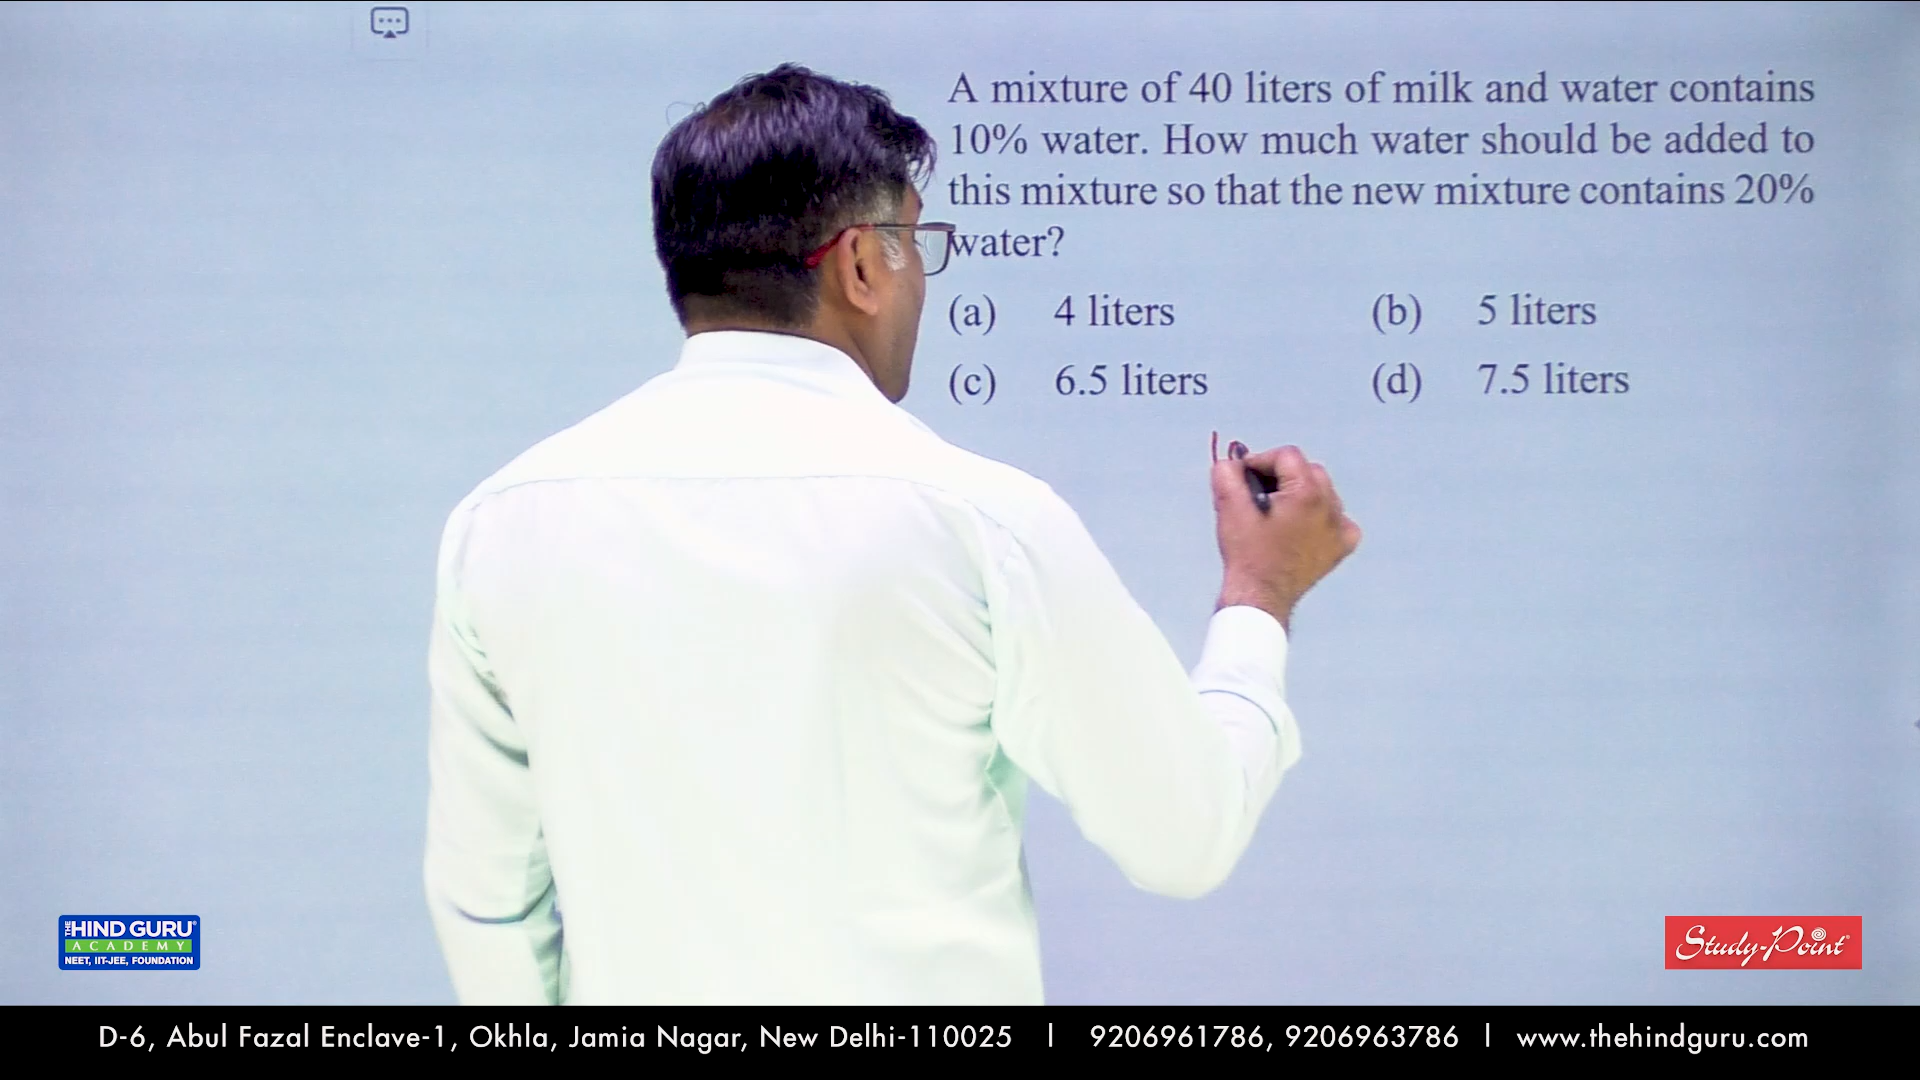 A mixture of 40 liters of milk and water contains
10% water. How much water should be added to
this mixture so that the new mixture contains 20%
water?
(a) 4 liters (b) 5 liters
(c) 6.5 liters (d) 7.5 liters
THE HIND GURU
ACADEMY
NEET, IIT-JEE, FOUNDATION
Study-Point
D-6, Abul Fazal Enclave-1, Okhla, Jamia Nagar, New Delhi-110025 | 9206961786, 9206963786 | www.thehindguru.com